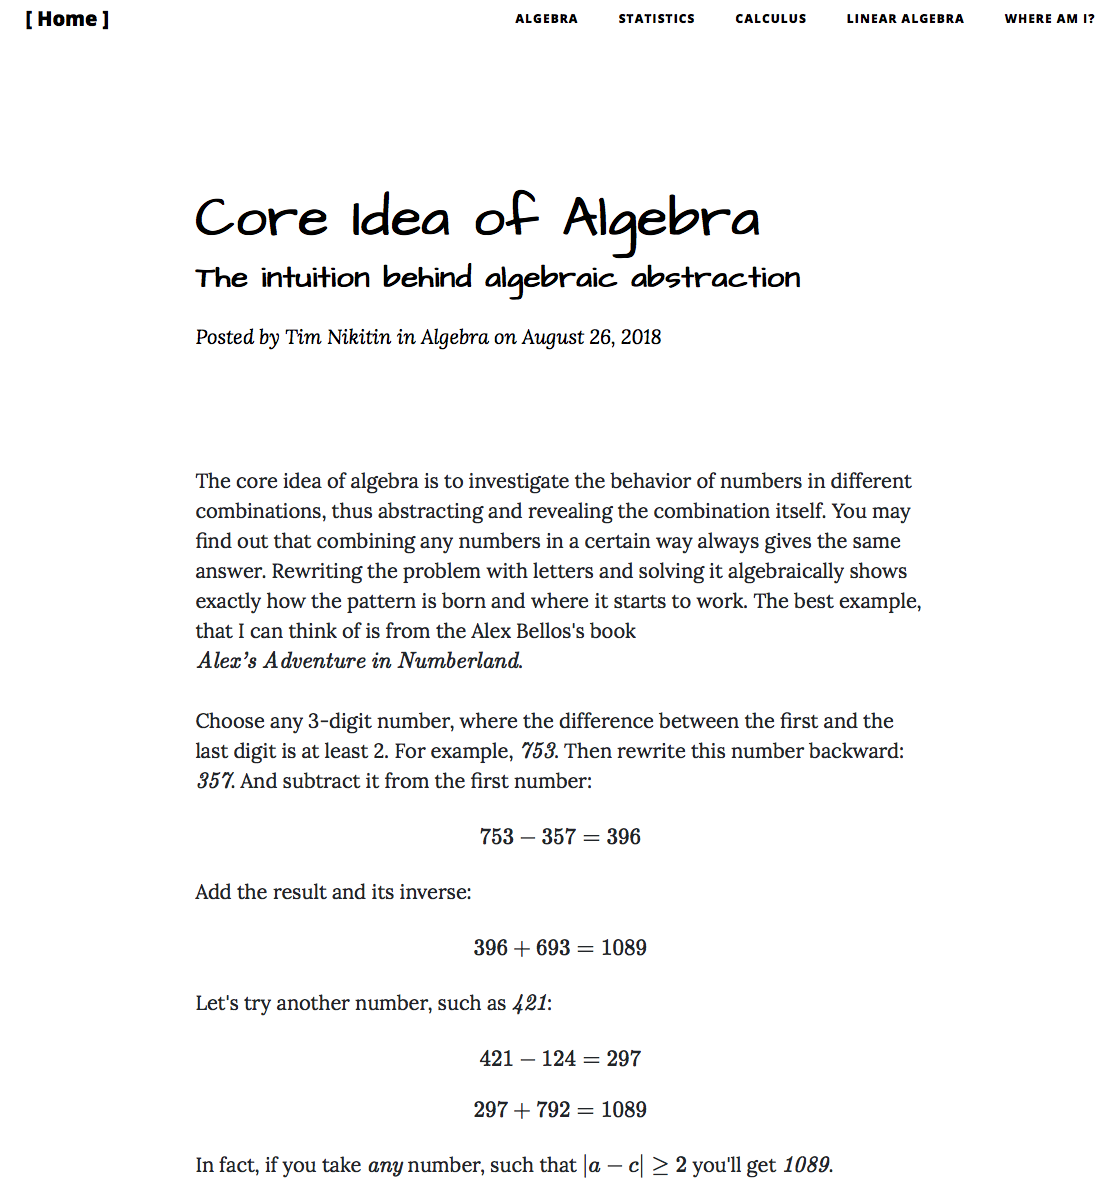 [ Home ]
ALGEBRA STATISTICS CALCULUS LINEAR ALGEBRA WHERE AM I?
Core Idea of Algebra
The intuition behind algebraic abstraction
Posted by Tim Nikitin in Algebra on August 26, 2018
The core idea of algebra is to investigate the behavior of numbers in different
combinations, thus abstracting and revealing the combination itself. You may
find out that combining any numbers in a certain way always gives the same
answer. Rewriting the problem with letters and solving it algebraically shows
exactly how the pattern is born and where it starts to work. The best example,
that I can think of is from the Alex Bellos's book
Alex’s Adventure in Numberland.
Choose any 3-digit number, where the difference between the first and the
last digit is at least 2. For example, 753. Then rewrite this number backward:
357. And subtract it from the first number:
753 − 357 = 396
Add the result and its inverse:
396 + 693 = 1089
Let's try another number, such as 421:
421 − 124 = 297
297 + 792 = 1089
In fact, if you take any number, such that |a − c| ≥ 2 you'll get 1089.